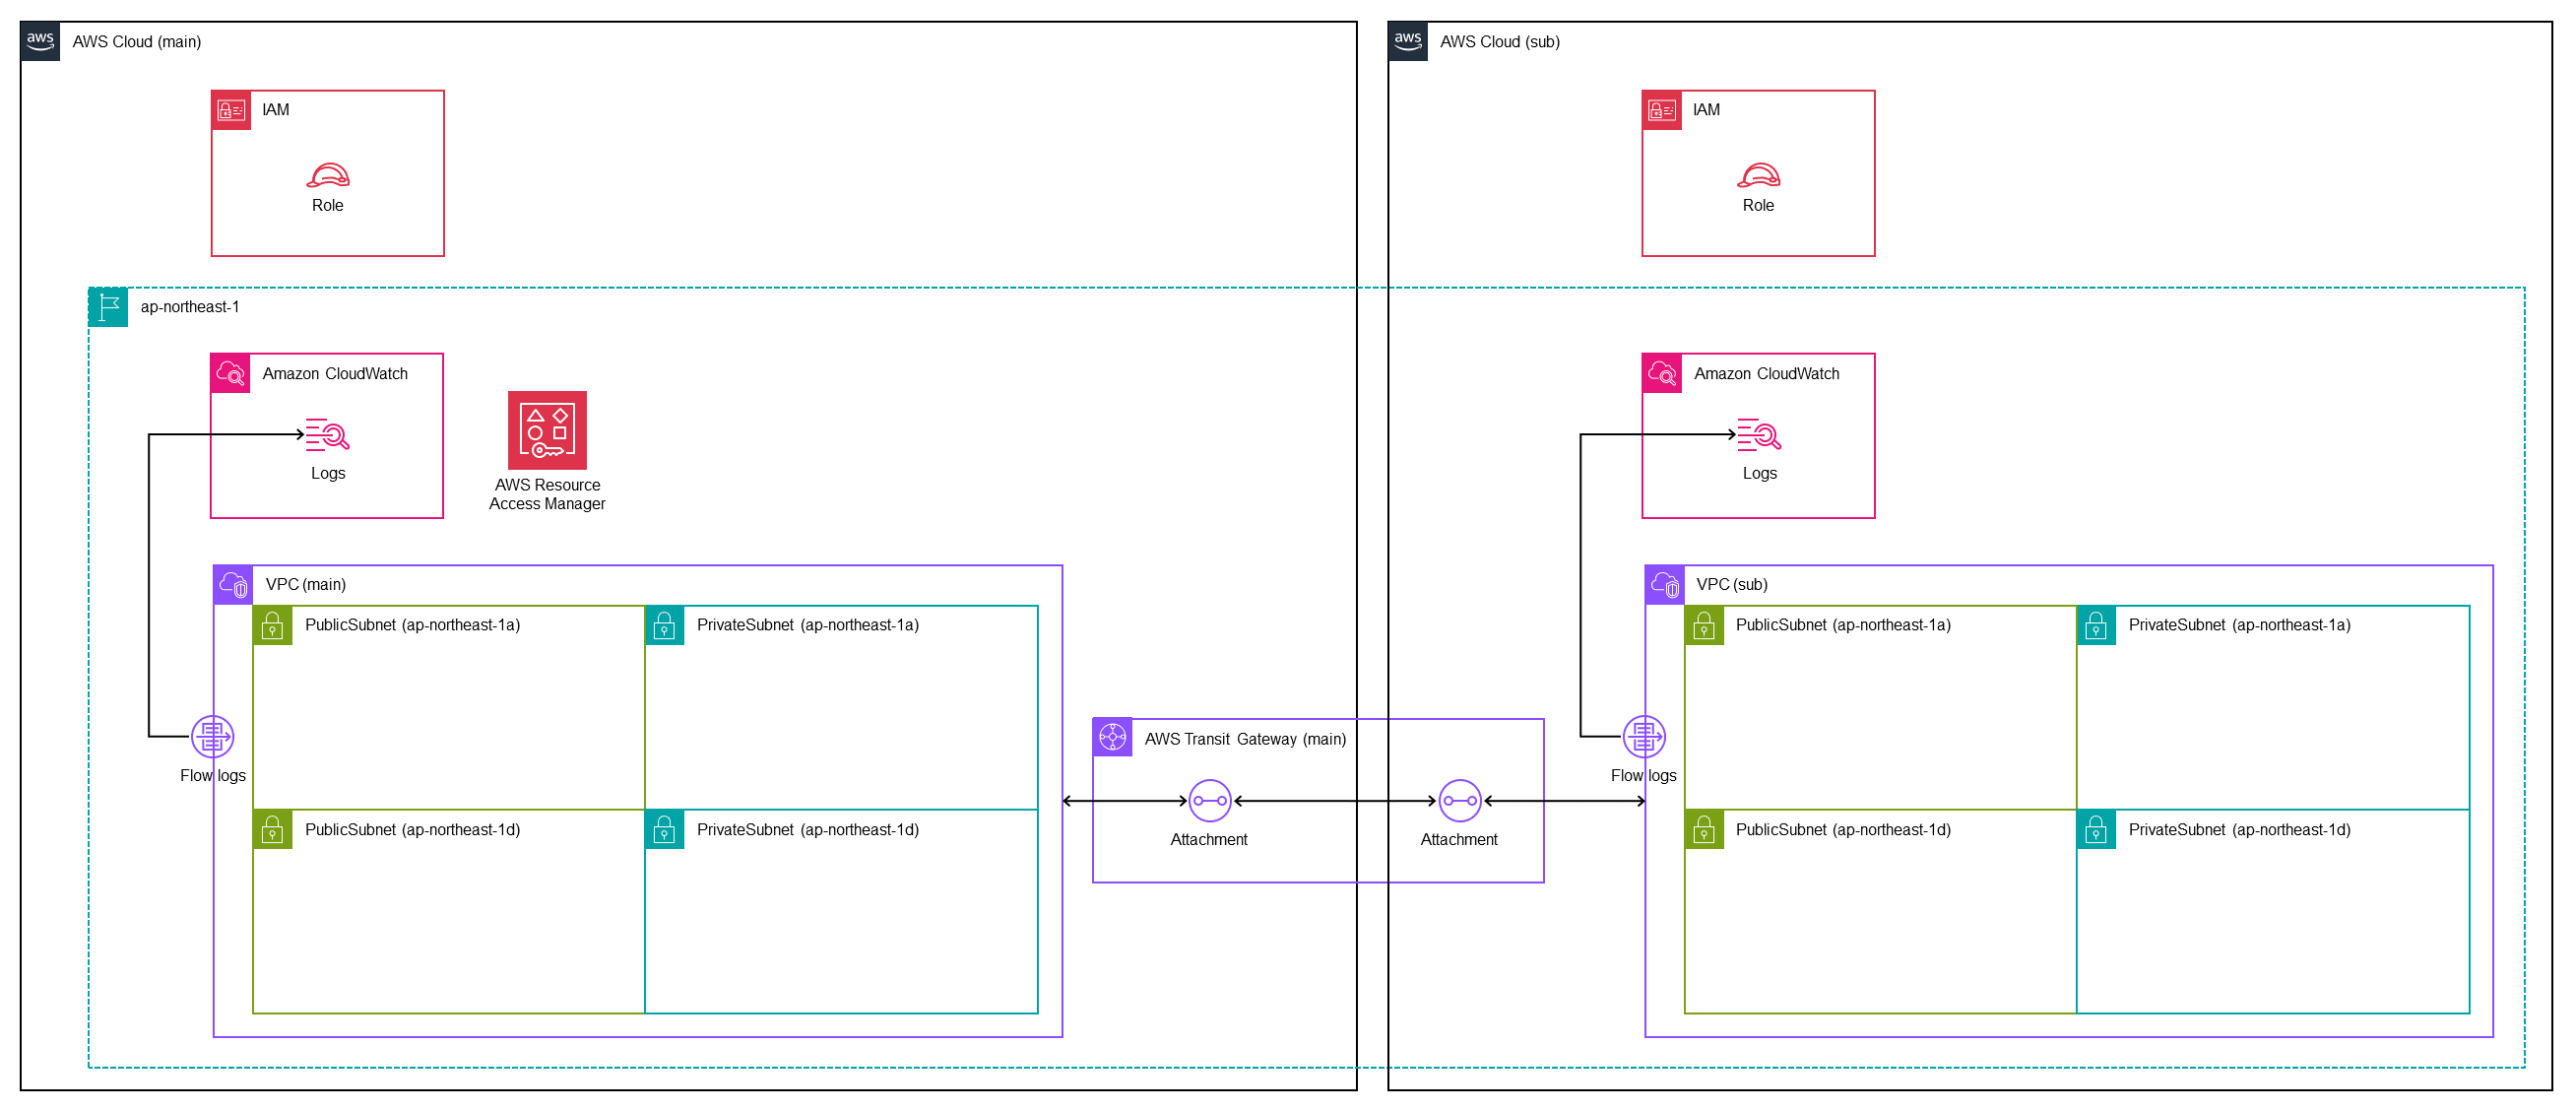 aws
AWS Cloud (main)
IAM
Role
ap-northeast-1
Amazon CloudWatch
Logs
AWS Resource
Access Manager
VPC (main)
PublicSubnet (ap-northeast-1a)
PrivateSubnet (ap-northeast-1a)
Flow logs
PublicSubnet (ap-northeast-1d)
PrivateSubnet (ap-northeast-1d)
AWS Transit Gateway (main)
Attachment
Attachment
aws
AWS Cloud (sub)
IAM
Role
Amazon CloudWatch
Logs
VPC (sub)
PublicSubnet (ap-northeast-1a)
PrivateSubnet (ap-northeast-1a)
Flow logs
PublicSubnet (ap-northeast-1d)
PrivateSubnet (ap-northeast-1d)